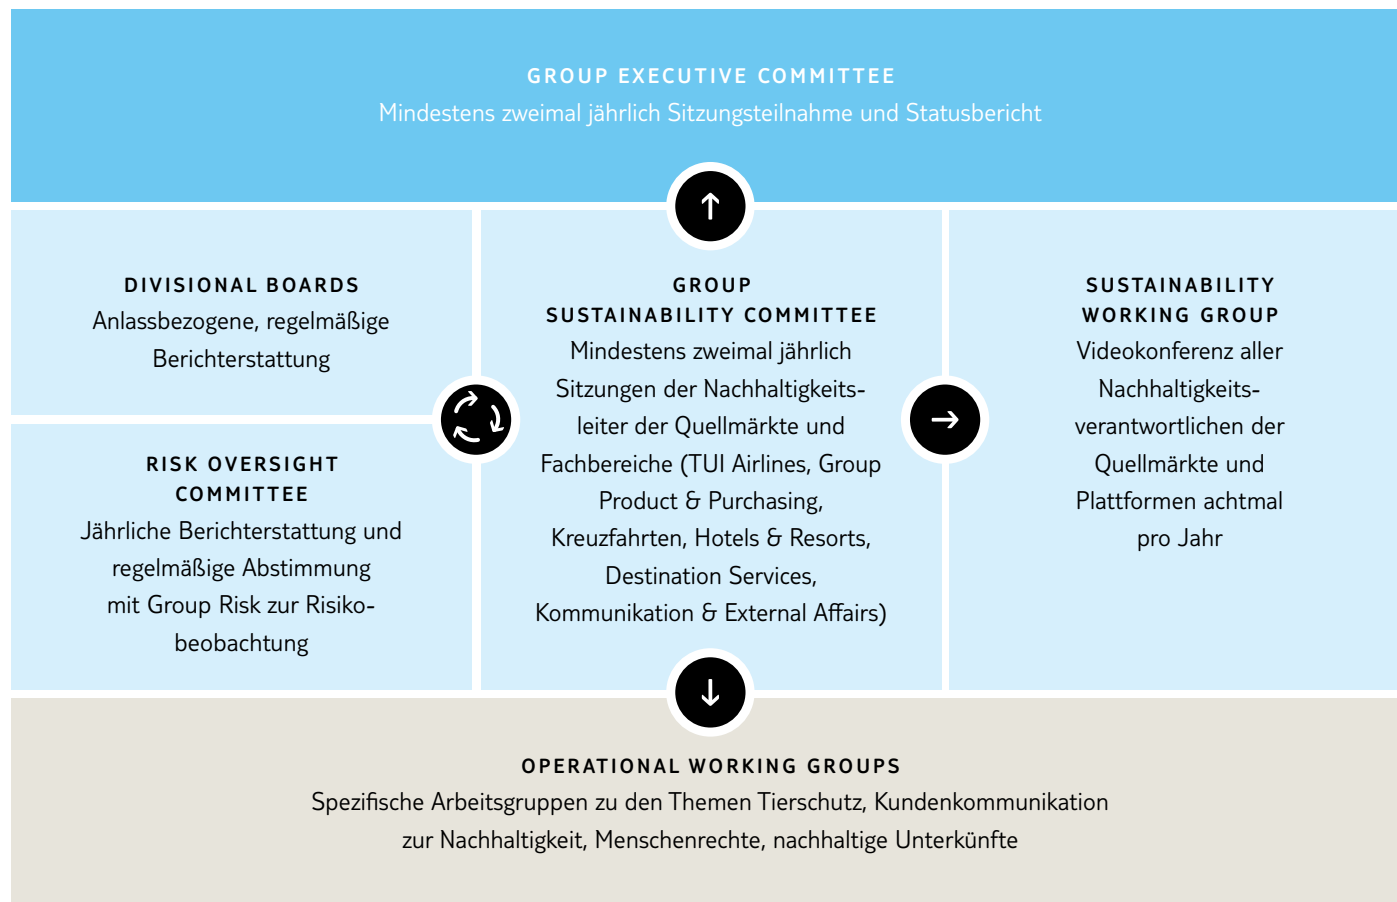 GROUP EXECUTIVE COMMITTEE
Mindestens zweimal jährlich Sitzungsteilnahme und Statusbericht
DIVISIONAL BOARDS
Anlassbezogene, regelmäßige
Berichterstattung
RISK OVERSIGHT
COMMITTEE
Jährliche Berichterstattung und
regelmäßige Abstimmung
mit Group Risk zur Risiko-
beobachtung
GROUP
SUSTAINABILITY COMMITTEE
Mindestens zweimal jährlich
Sitzungen der Nachhaltigkeits-
leiter der Quellmärkte und
Fachbereiche (TUI Airlines, Group
Product & Purchasing,
Kreuzfahrten, Hotels & Resorts,
Destination Services,
Kommunikation & External Affairs)
SUSTAINABILITY
WORKING GROUP
Videokonferenz aller
Nachhaltigkeits-
verantwortlichen der
Quellmärkte und
Plattformen achtmal
pro Jahr
OPERATIONAL WORKING GROUPS
Spezifische Arbeitsgruppen zu den Themen Tierschutz, Kundenkommunikation
zur Nachhaltigkeit, Menschenrechte, nachhaltige Unterkünfte